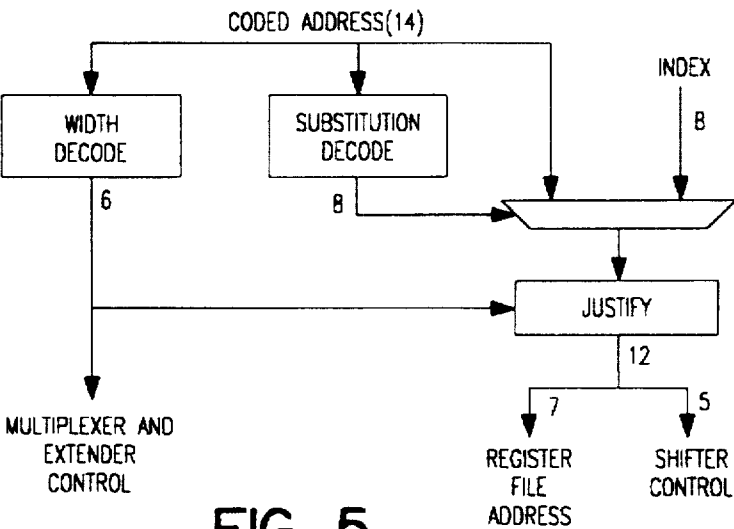 CODED ADDRESS(14)
INDEX
8
WIDTH
DECODE
SUBSTITUTION
DECODE
6
8
JUSTIFY
12
7
5
MULTIPLEXER AND
EXTENDER
CONTROL
REGISTER
FILE
ADDRESS
SHIFTER
CONTROL
FIG. 5